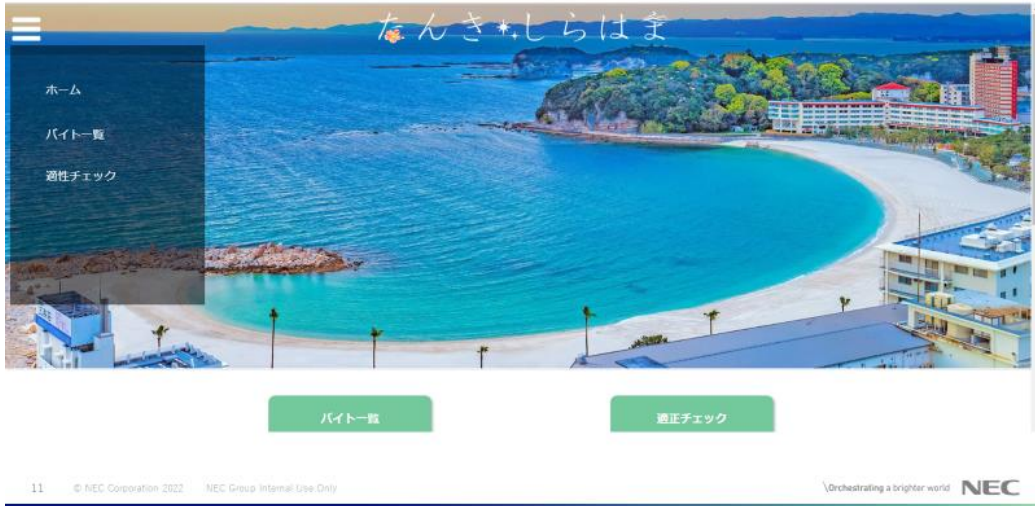 たんき しらはま
ホーム
バイト一覧
適性チェック
バイト一覧
適正チェック
11 © NEC Corporation 2022 NEC Group Internal Use Only
\Orchestrating a brighter world NEC